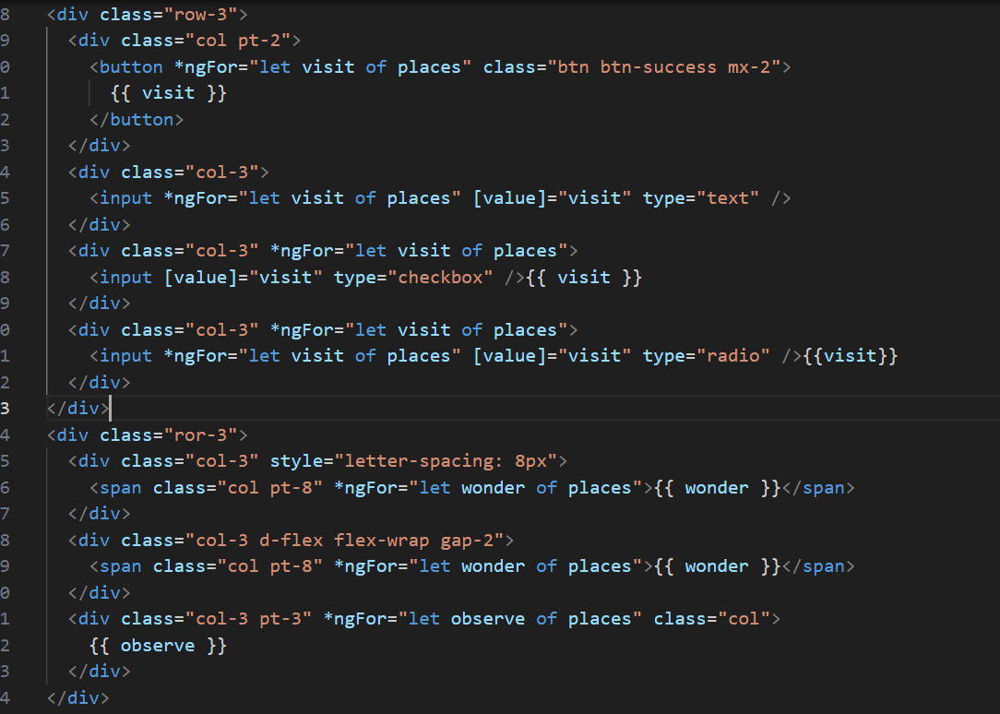 8 <div class="row-3">
9   <div class="col pt-2">
0     <button *ngFor="let visit of places" class="btn btn-success mx-2">
1       {{ visit }}
2     </button>
3   </div>
4   <div class="col-3">
5     <input *ngFor="let visit of places" [value]="visit" type="text" />
6   </div>
7   <div class="col-3" *ngFor="let visit of places">
8     <input [value]="visit" type="checkbox" />{{ visit }}
9   </div>
0   <div class="col-3" *ngFor="let visit of places">
1     <input *ngFor="let visit of places" [value]="visit" type="radio" />{{visit}}
2   </div>
3 </div>
4 <div class="ror-3">
5   <div class="col-3" style="letter-spacing: 8px">
6     <span class="col pt-8" *ngFor="let wonder of places">{{ wonder }}</span>
7   </div>
8   <div class="col-3 d-flex flex-wrap gap-2">
9     <span class="col pt-8" *ngFor="let wonder of places">{{ wonder }}</span>
0   </div>
1   <div class="col-3 pt-3" *ngFor="let observe of places" class="col">
2     {{ observe }}
3   </div>
4 </div>